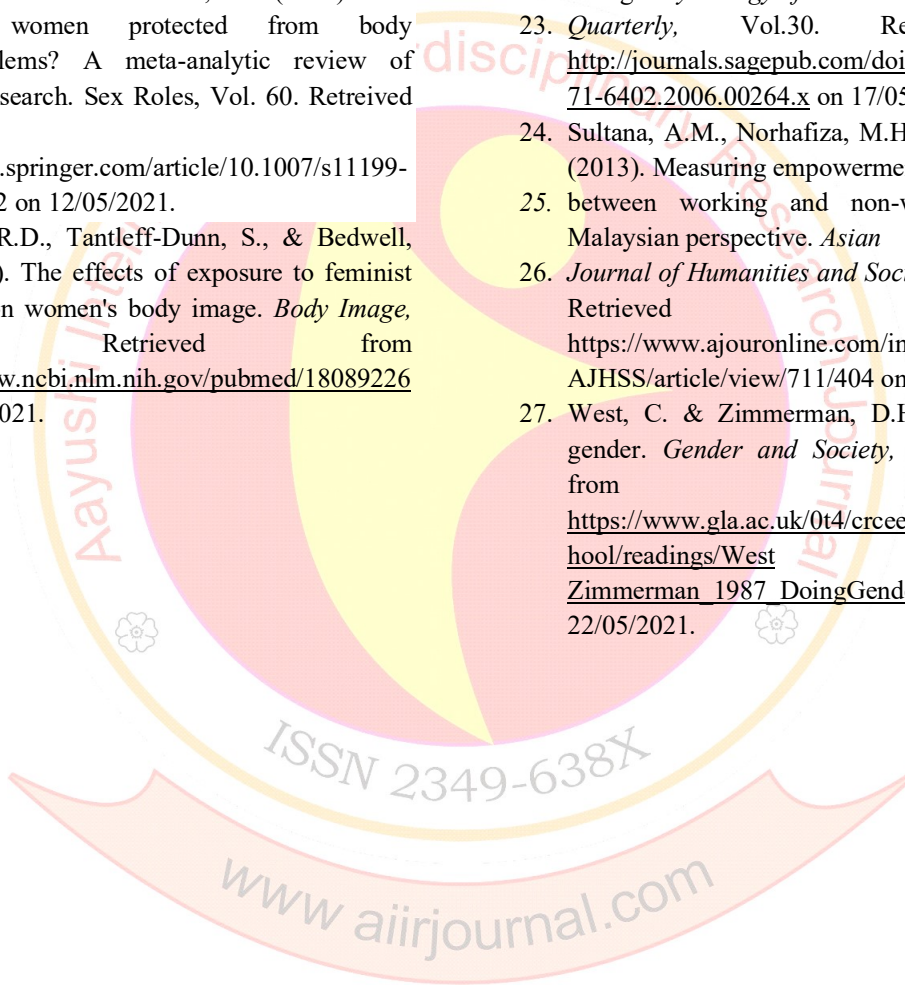 women protected from body
lems? A meta-analytic review of
search. Sex Roles, Vol. 60. Retreived
.springer.com/article/10.1007/s11199-
2 on 12/05/2021.
R.D., Tantleff-Dunn, S., & Bedwell,
). The effects of exposure to feminist
n women's body image. Body Image,
Retrieved from
w.ncbi.nlm.nih.gov/pubmed/18089226
021.
23. Quarterly, Vol.30. Re
http://journals.sagepub.com/doi
71-6402.2006.00264.x on 17/05
24. Sultana, A.M., Norhafiza, M.H
(2013). Measuring empowerme
25. between working and non-w
Malaysian perspective. Asian
26. Journal of Humanities and Soci
Retrieved
https://www.ajouronline.com/in
AJHSS/article/view/711/404 on
27. West, C. & Zimmerman, D.H
gender. Gender and Society,
from
https://www.gla.ac.uk/0t4/crcee
hool/readings/West
Zimmerman_1987_DoingGend
22/05/2021.
Aayushi Inter
disciplinary Research Journal
ISSN 2349-638X
www aiirjournal.com